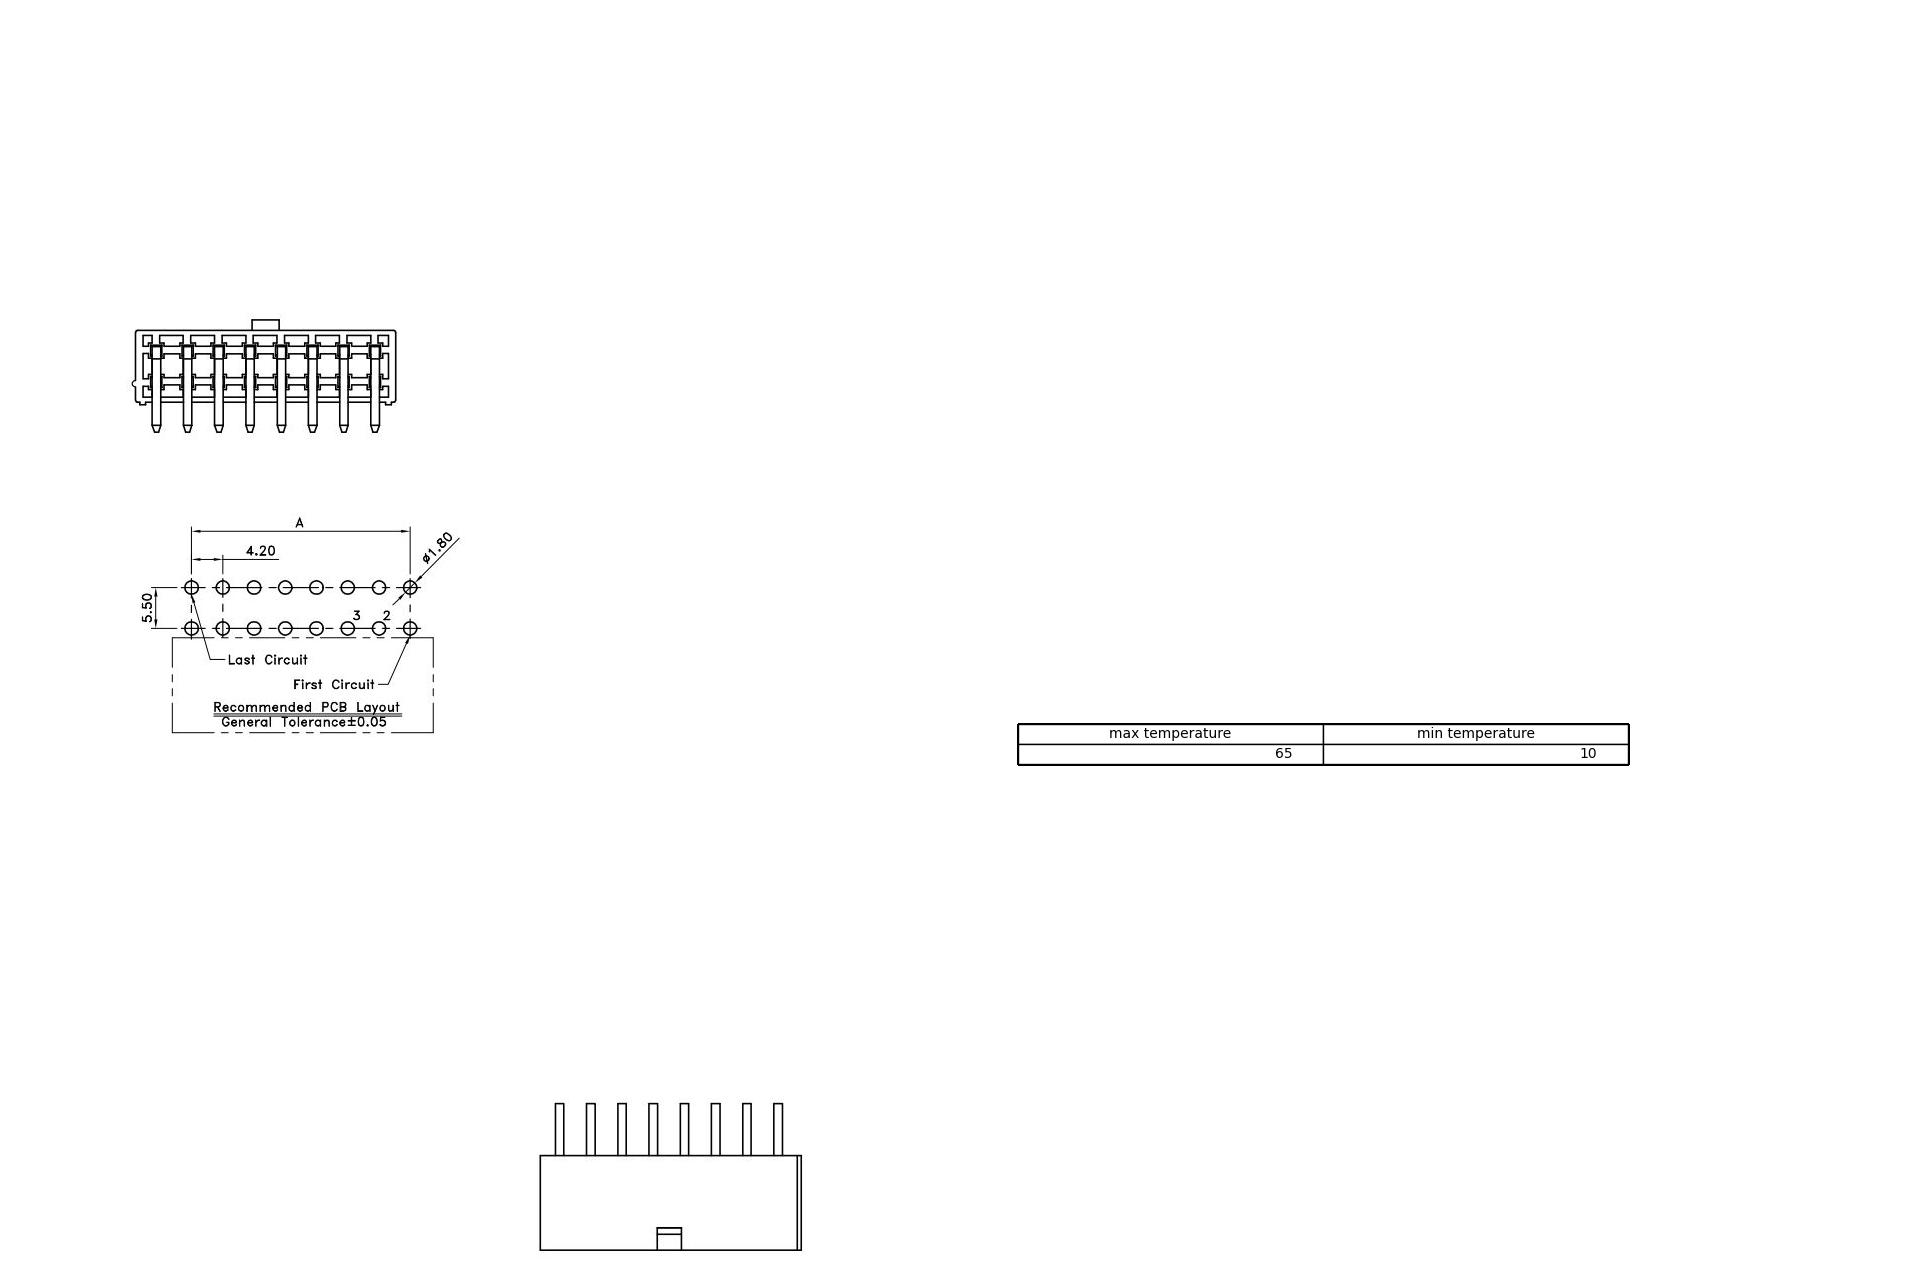 A
4.20
ø1.80
5.50
3 2
Last Circuit
First Circuit
Recommended PCB Layout
General Tolerance±0.05
max temperature min temperature
65 10